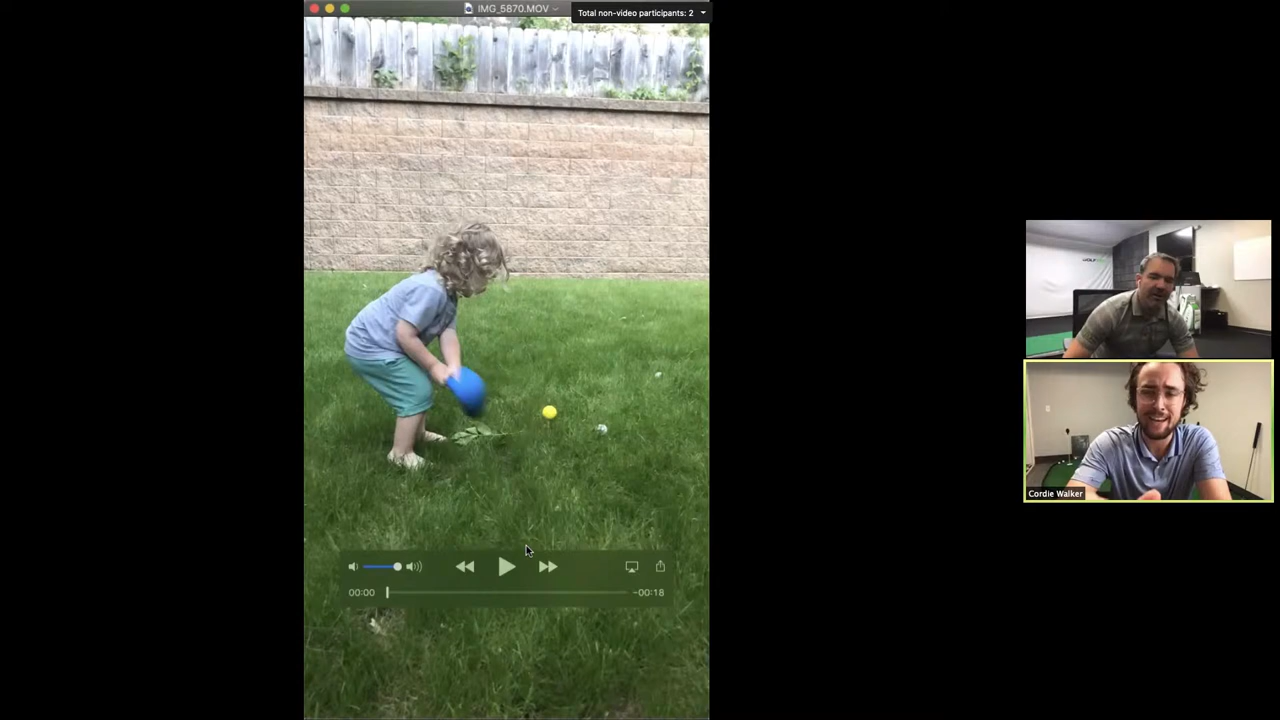 IMG_5870.MOV
Total non-video participants: 2
00:00
-00:18
Cordie Walker